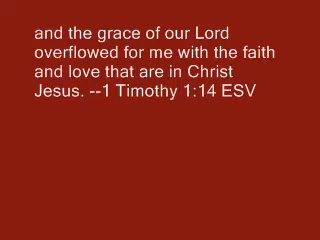 and the grace of our Lord
overflowed for me with the faith
and love that are in Christ
Jesus. --1 Timothy 1:14 ESV